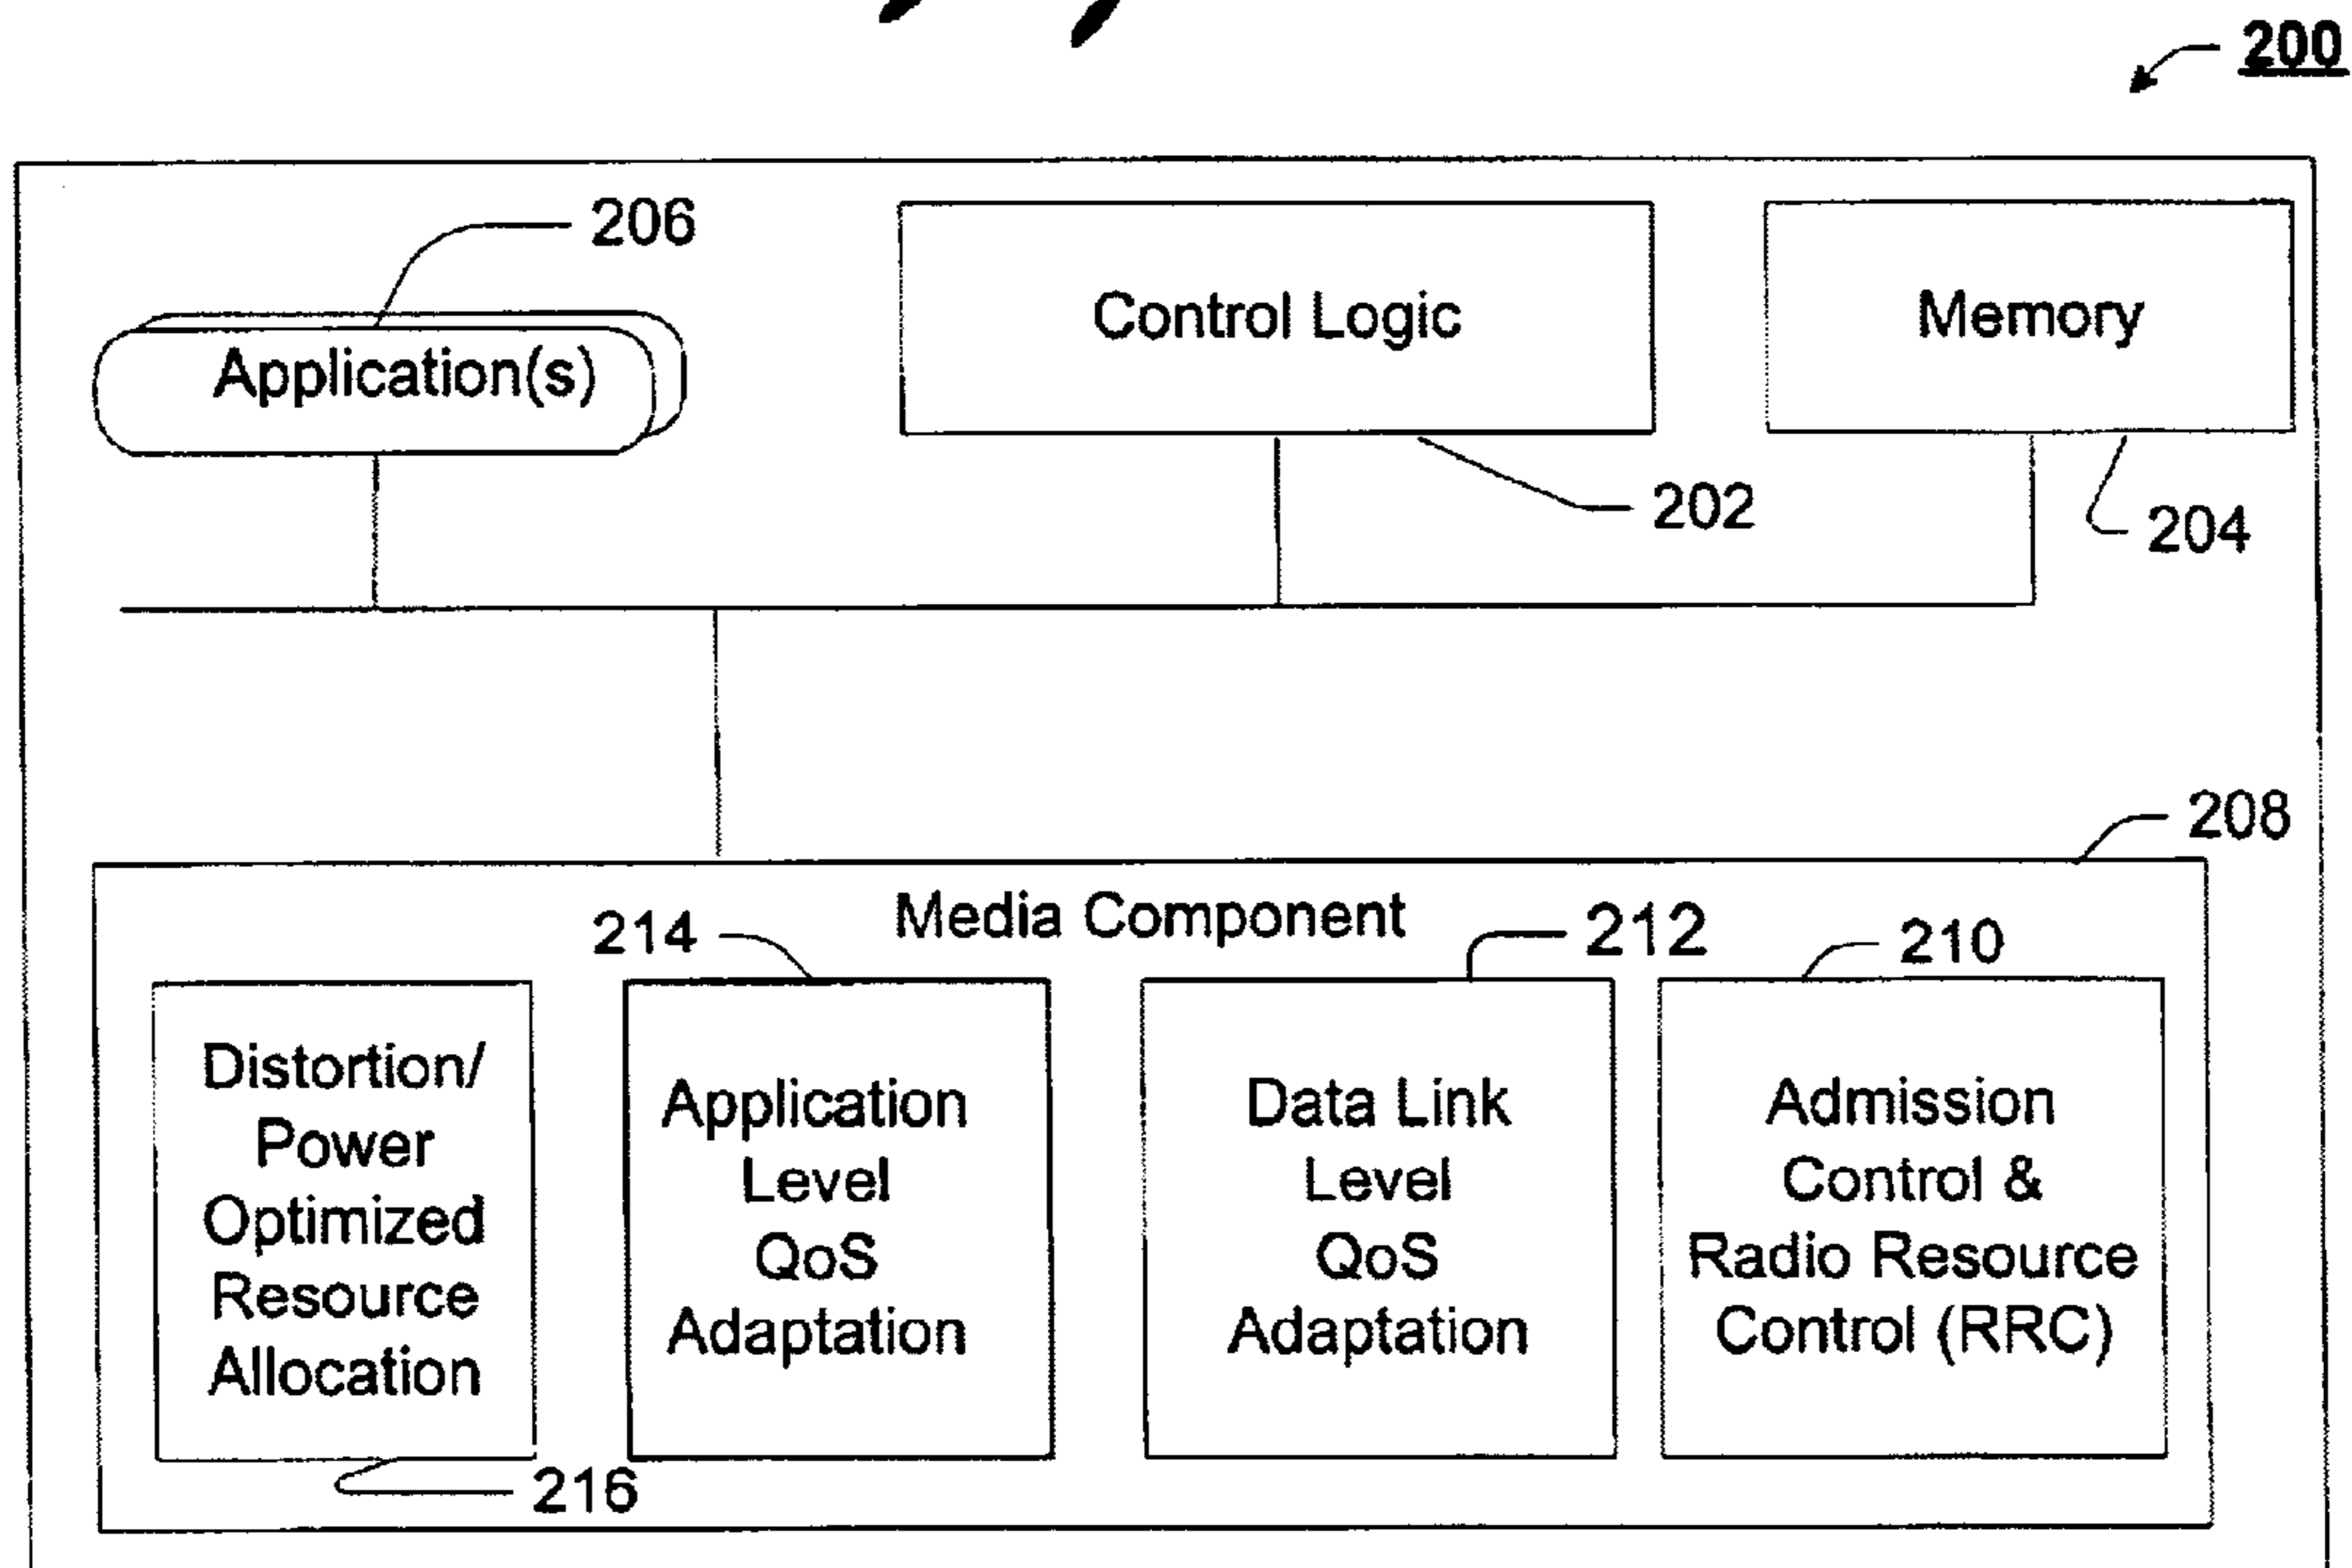 200
206
Control Logic
Memory
Application(s)
202
204
208
Media Component
214
212
210
Distortion/
Power
Optimized
Resource
Allocation
Application
Level
QoS
Adaptation
Data Link
Level
QoS
Adaptation
Admission
Control &
Radio Resource
Control (RRC)
216